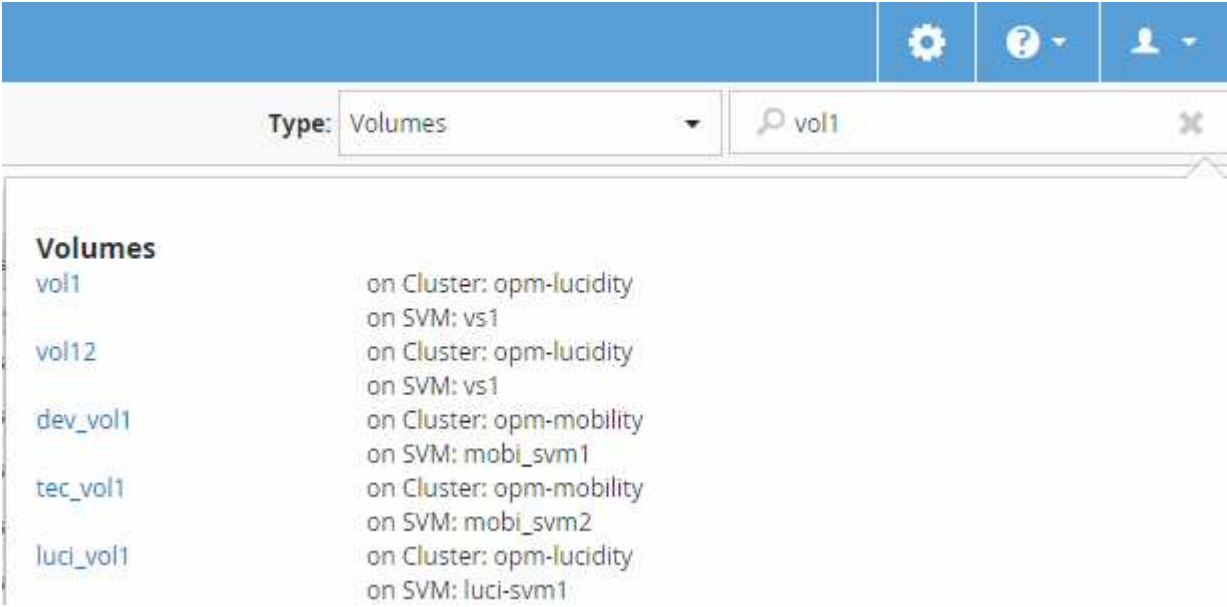 Type: Volumes vol1
Volumes
vol1 on Cluster: opm-lucidity
on SVM: vs1
vol12 on Cluster: opm-lucidity
on SVM: vs1
dev_vol1 on Cluster: opm-mobility
on SVM: mobi_svm1
tec_vol1 on Cluster: opm-mobility
on SVM: mobi_svm2
luci_vol1 on Cluster: opm-lucidity
on SVM: luci-svm1